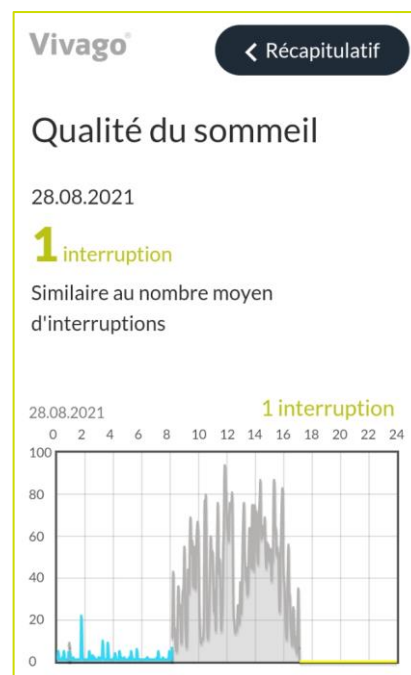 Vivago
Récapitulatif
Qualité du sommeil
28.08.2021
1 interruption
Similaire au nombre moyen
d'interruptions
28.08.2021
1 interruption
0 2 4 6 8 10 12 14 16 18 20 22 24
100
80
60
40
20
0